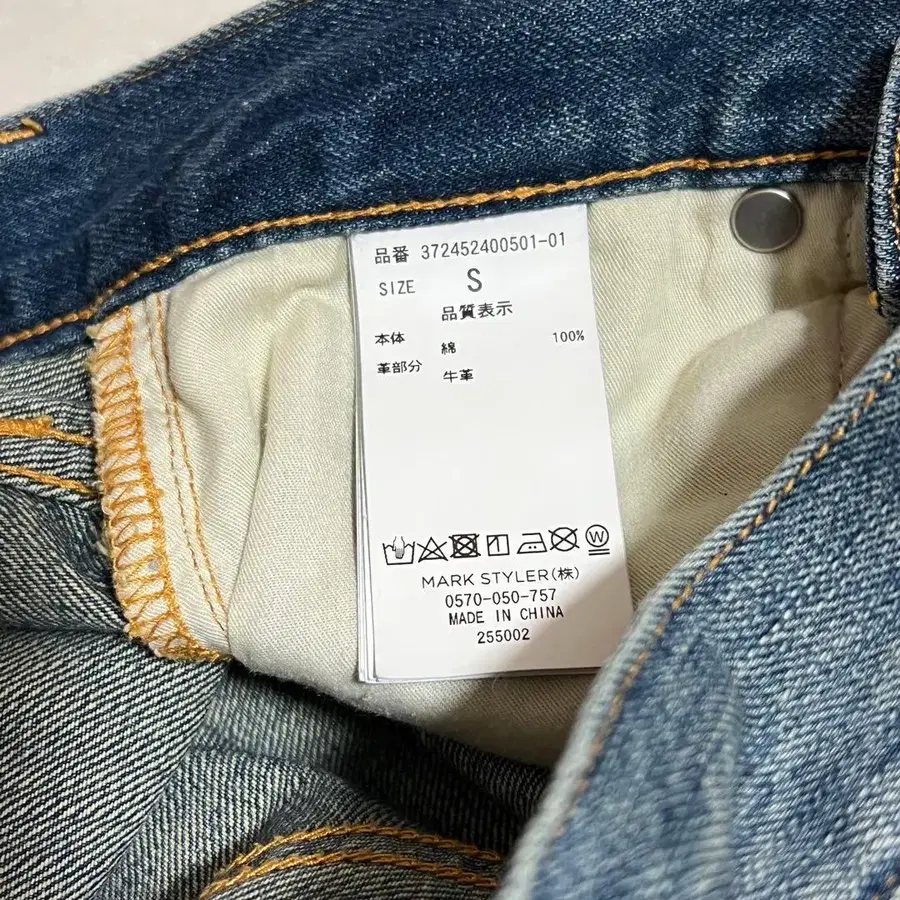 品番 372452400501-01
SIZE S
品質表示
本体 綿 100%
革部分 牛革
W
MARK STYLER(株)
0570-050-757
MADE IN CHINA
255002